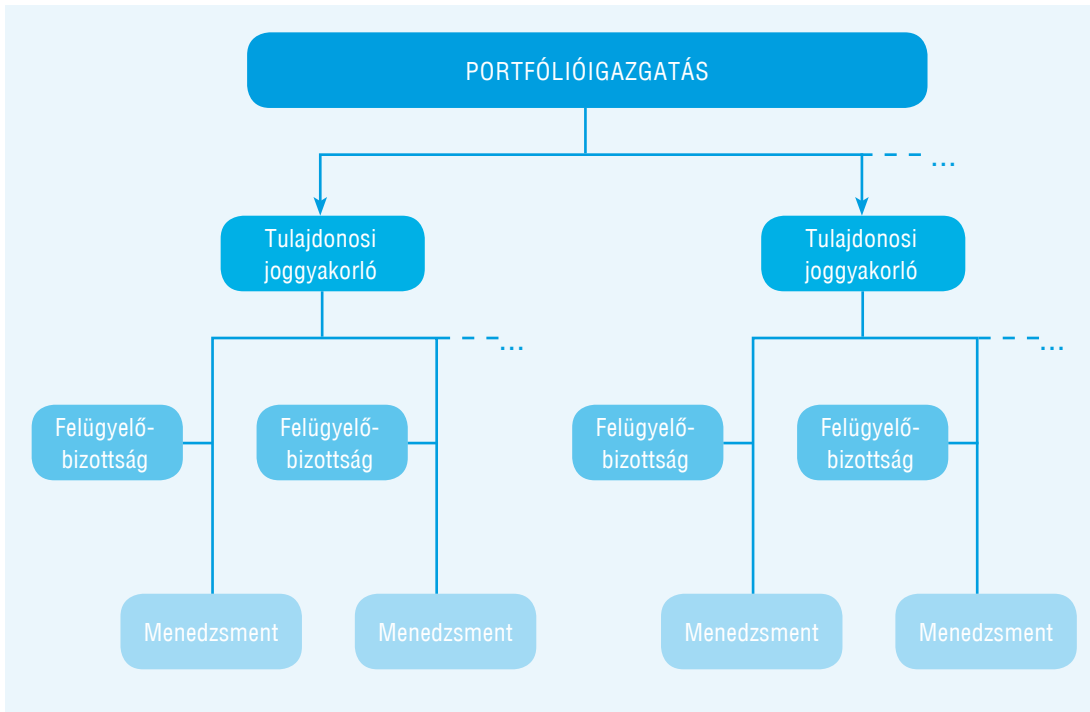 PORTFÓLIÓIGAZGATÁS
...
Tulajdonosi
joggyakorló
Tulajdonosi
joggyakorló
...
...
Felügyelő-
bizottság
Felügyelő-
bizottság
Felügyelő-
bizottság
Felügyelő-
bizottság
Menedzsment
Menedzsment
Menedzsment
Menedzsment